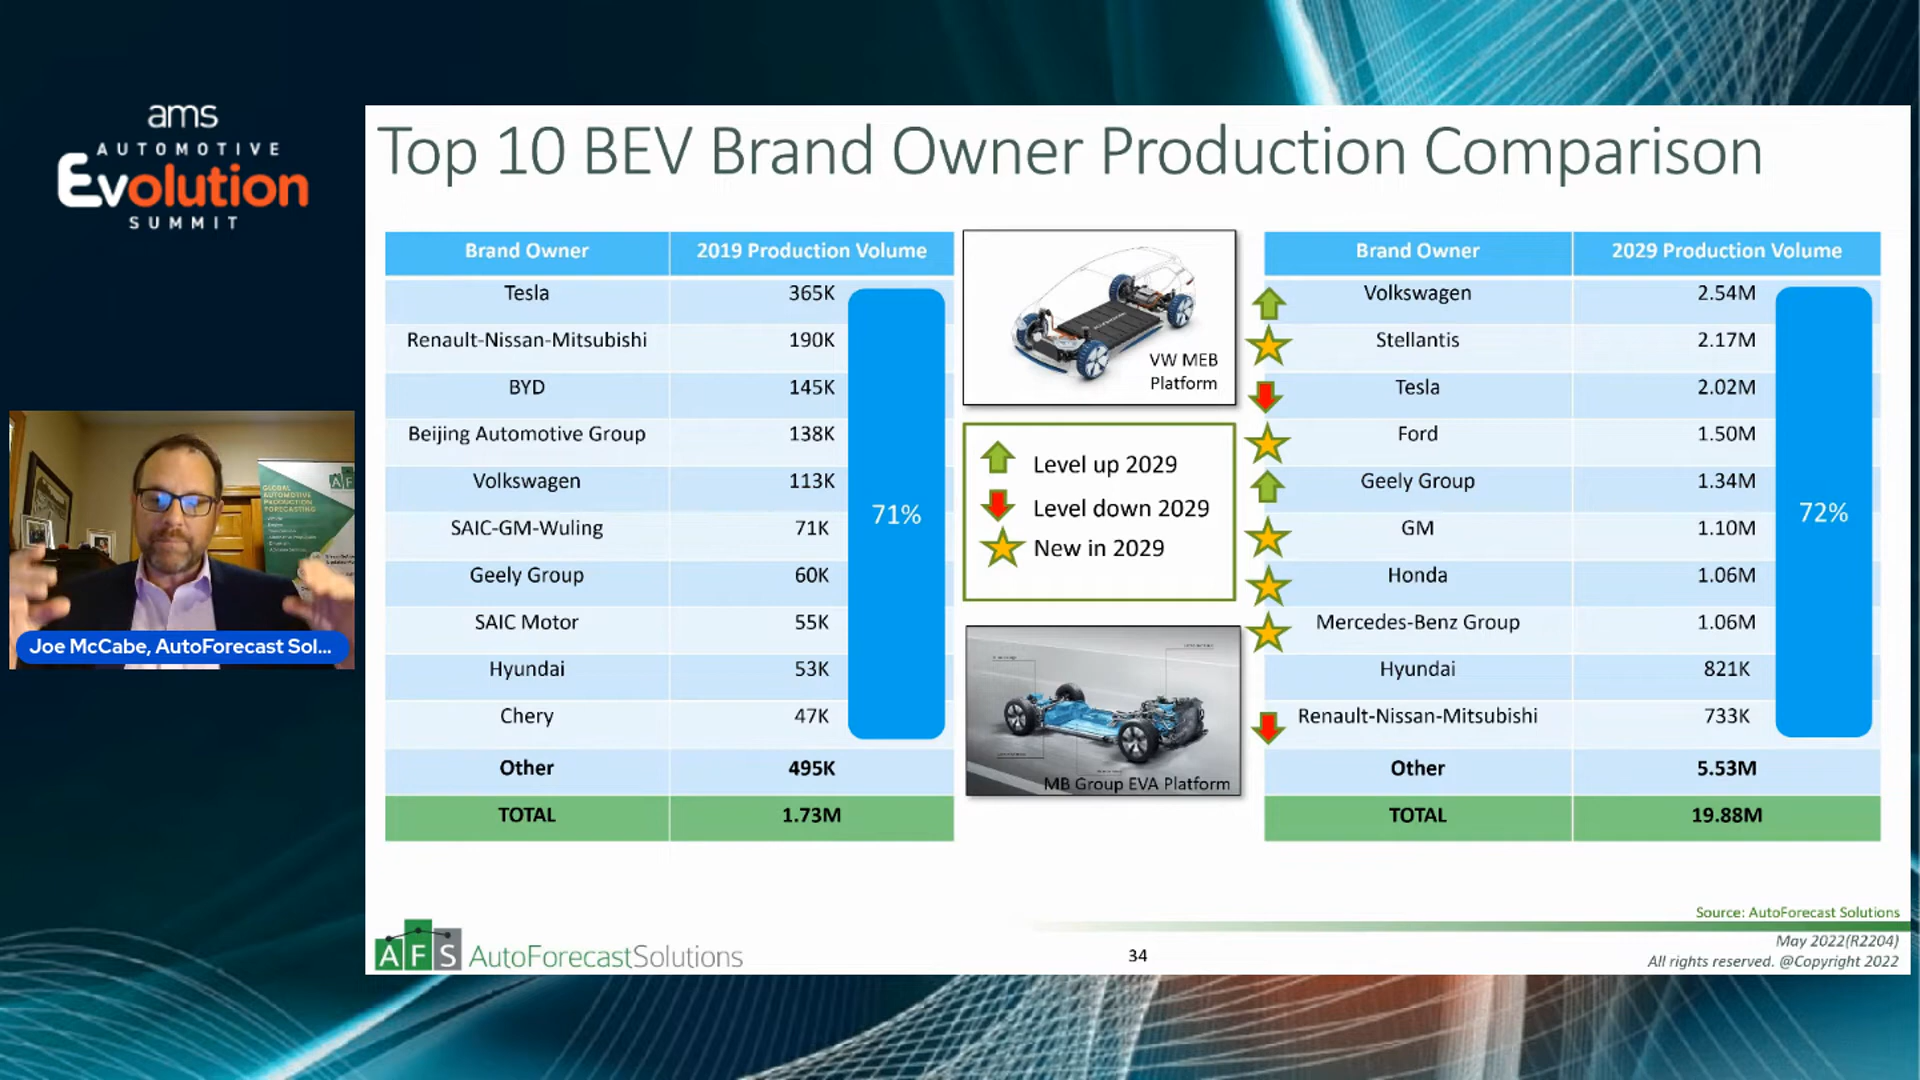 ams
AUTOMOTIVE
Evolution
SUMMIT
Joe McCabe, AutoForecast Sol...
Top 10 BEV Brand Owner Production Comparison
Brand Owner 2019 Production Volume
Tesla 365K
Renault-Nissan-Mitsubishi 190K
BYD 145K
Beijing Automotive Group 138K
Volkswagen 113K
SAIC-GM-Wuling 71K
Geely Group 60K
SAIC Motor 55K
Hyundai 53K
Chery 47K
71%
Other 495K
TOTAL 1.73M
VW MEB
Platform
Level up 2029
Level down 2029
New in 2029
MB Group EVA Platform
Brand Owner 2029 Production Volume
Volkswagen 2.54M
Stellantis 2.17M
Tesla 2.02M
Ford 1.50M
Geely Group 1.34M
GM 1.10M
Honda 1.06M
Mercedes-Benz Group 1.06M
Hyundai 821K
Renault-Nissan-Mitsubishi 733K
72%
Other 5.53M
TOTAL 19.88M
Source: AutoForecast Solutions
AFS AutoForecastSolutions
34
May 2022(R2204)
All rights reserved. @Copyright 2022
GLOBAL
AUTOMOTIVE
PRODUCTION
FORECASTING